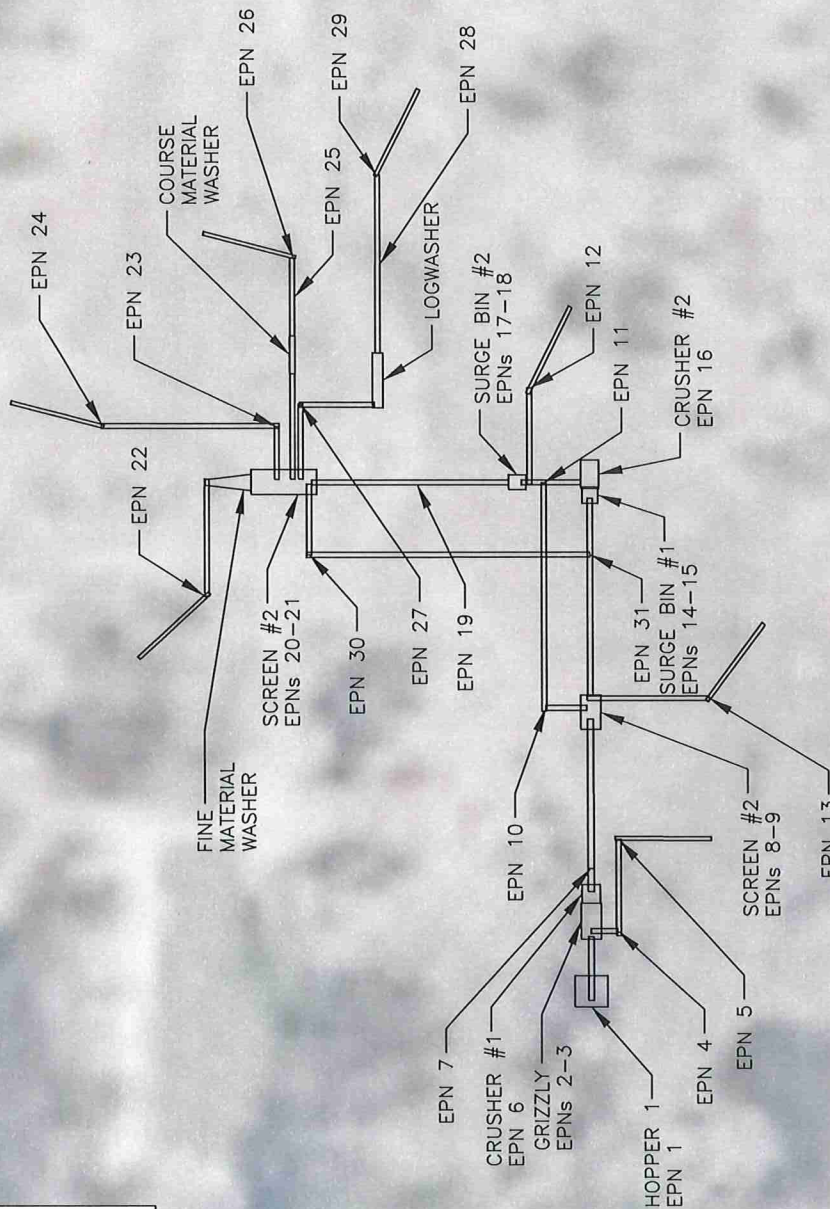 EPN 24
EPN 23
COURSE
MATERIAL
WASHER
EPN 26
EPN 25
EPN 29
EPN 28
LOGWASHER
EPN 22
FINE
MATERIAL
WASHER
SCREEN #2
EPNs 20-21
EPN 30
EPN 27
EPN 19
SURGE BIN #2
EPNs 17-18
EPN 12
EPN 11
CRUSHER #2
EPN 16
EPN 31
SURGE BIN #1
EPNs 14-15
EPN 10
SCREEN #2
EPNs 8-9
EPN 13
EPN 7
CRUSHER #1
EPN 6
GRIZZLY
EPNs 2-3
HOPPER 1
EPN 1
EPN 4
EPN 5